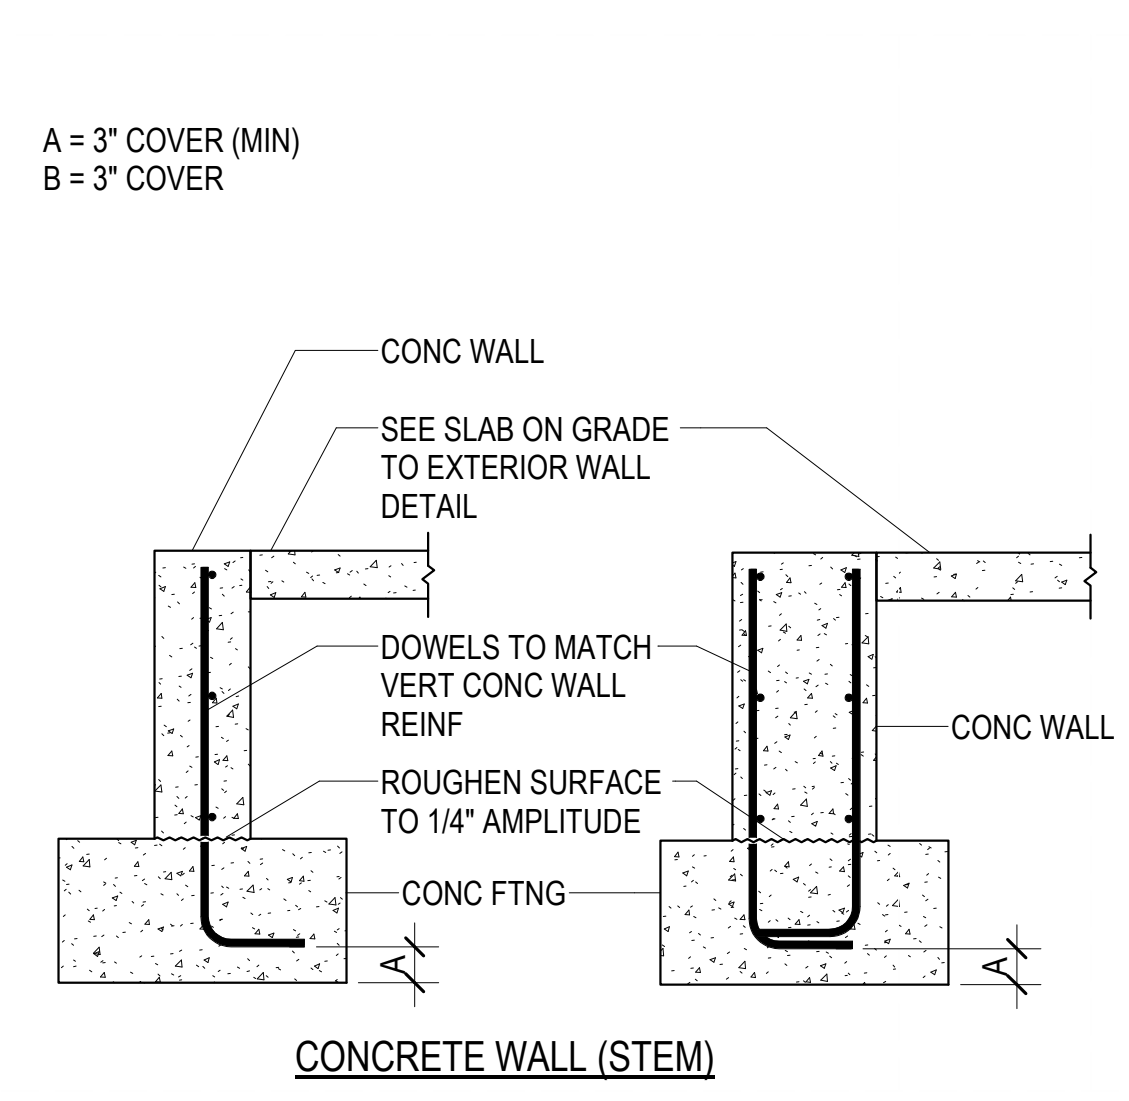 A = 3" COVER (MIN)
B = 3" COVER
CONC WALL
SEE SLAB ON GRADE
TO EXTERIOR WALL
DETAIL
DOWELS TO MATCH
VERT CONC WALL
REINF
CONC WALL
ROUGHEN SURFACE
TO 1/4" AMPLITUDE
CONC FTNG
A
A
CONCRETE WALL (STEM)